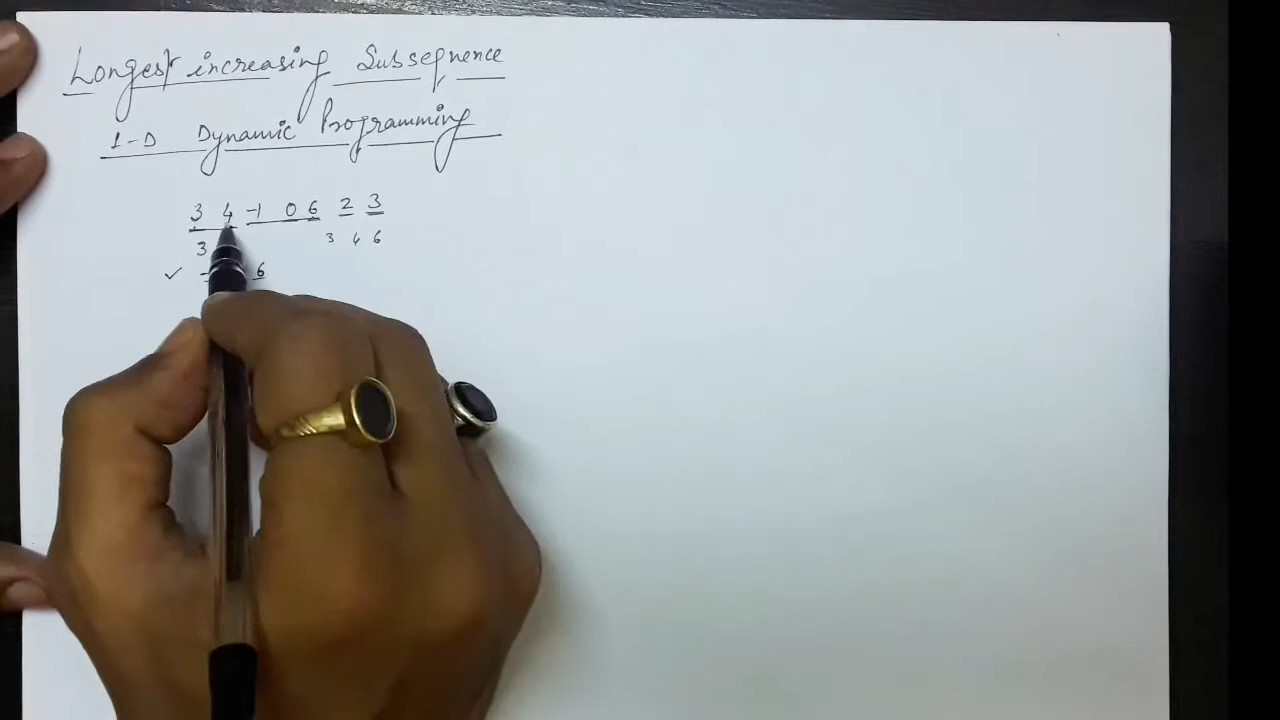 Longest increasing Subsequence
1-D Dynamic Programming
3 4 -1 0 6 2 3
3 3 4 6
✓ 6